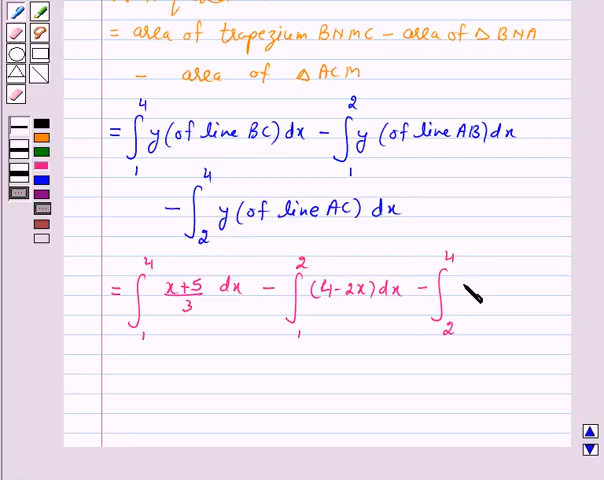 = area of trapezium BNMC - area of △BNA
- area of △ACM
= ∫₁⁴ y (of line BC) dx - ∫₁² y (of line AB) dx
- ∫₂⁴ y (of line AC) dx
= ∫₁⁴ (x+5)/3 dx - ∫₁² (4-2x) dx - ∫₂⁴